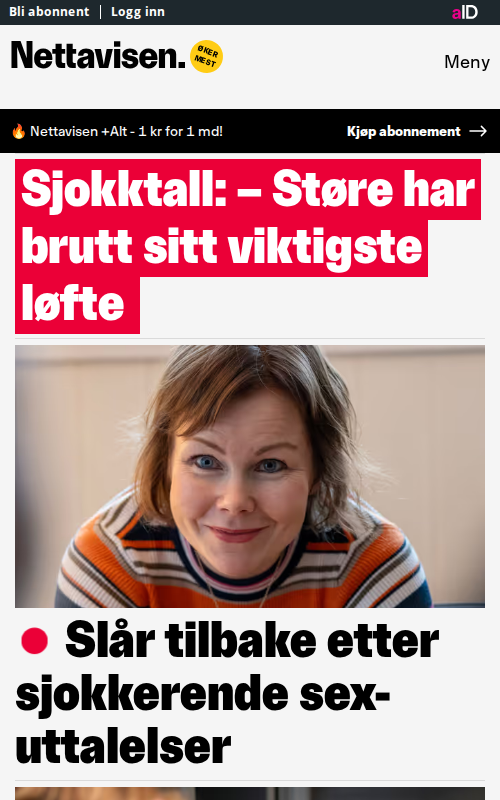 Bli abonnent | Logg inn
aID
Nettavisen.
ØKER
MEST
Meny
Nettavisen +Alt - 1 kr for 1 md!
Kjøp abonnement →
Sjokktall: – Støre har
brutt sitt viktigste
løfte
Slår tilbake etter
sjokkerende sex-
uttalelser